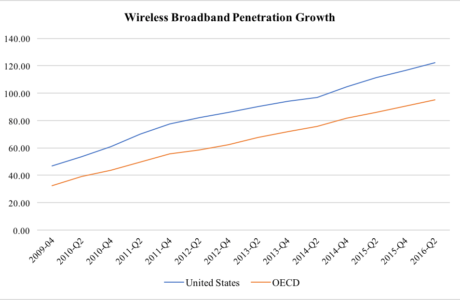 Wireless Broadband Penetration Growth
140.00
120.00
100.00
80.00
60.00
40.00
20.00
0.00
2009-04
2010-Q2
2010-Q4
2011-Q2
2011-Q4
2012-Q2
2012-Q4
2013-Q2
2013-Q4
2014-Q2
2014-Q4
2015-Q2
2015-Q4
2016-Q2
United States
OECD